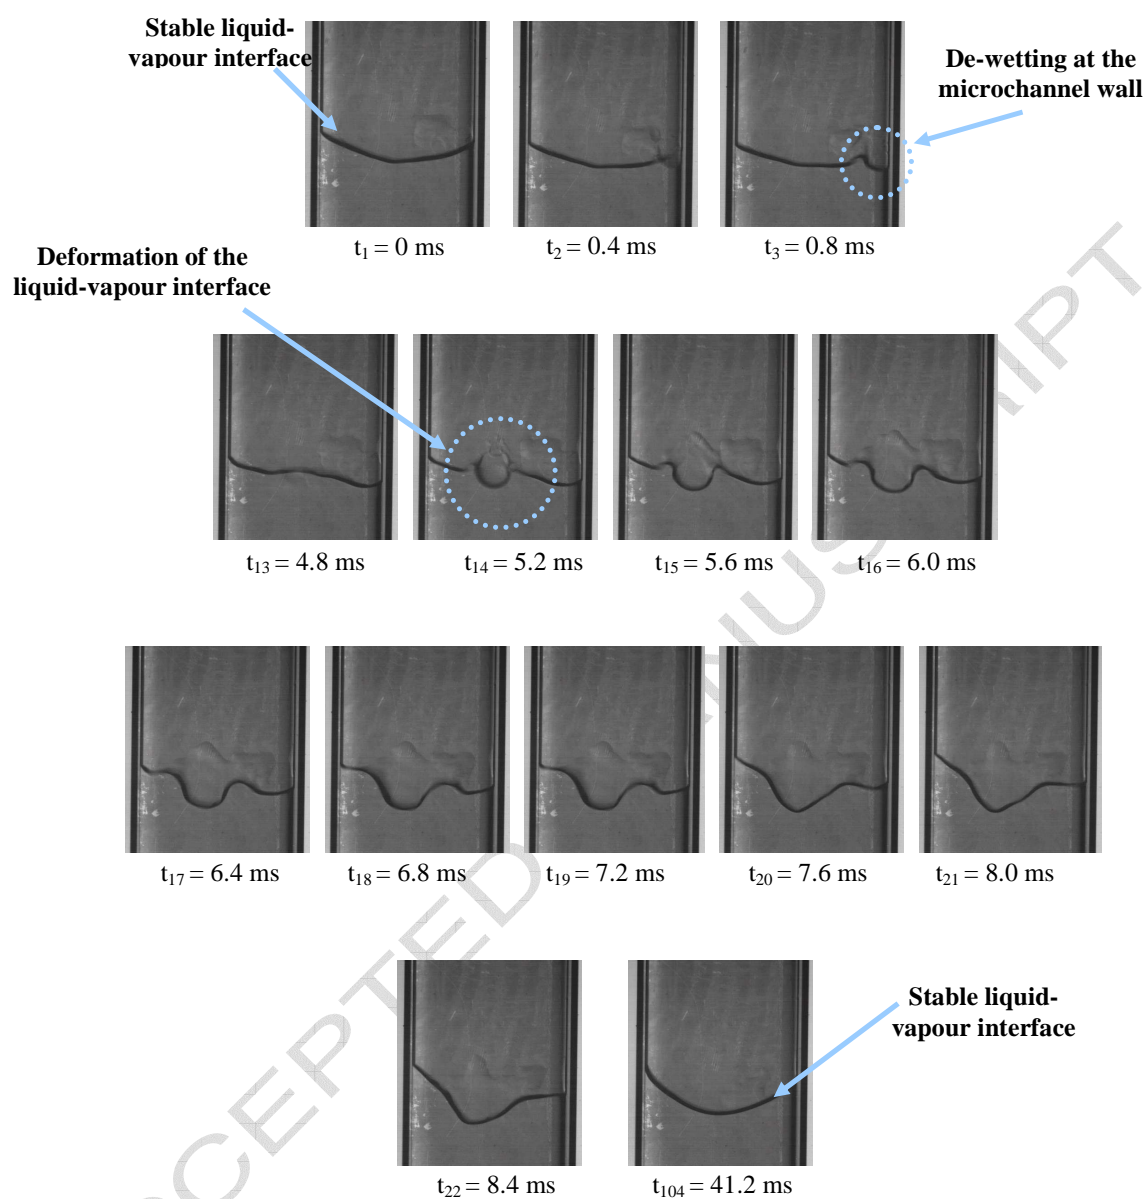 Stable liquid-
vapour interface
De-wetting at the
microchannel wall
t1 = 0 ms
t2 = 0.4 ms
t3 = 0.8 ms
Deformation of the
liquid-vapour interface
t13 = 4.8 ms
t14 = 5.2 ms
t15 = 5.6 ms
t16 = 6.0 ms
t17 = 6.4 ms
t18 = 6.8 ms
t19 = 7.2 ms
t20 = 7.6 ms
t21 = 8.0 ms
Stable liquid-
vapour interface
t22 = 8.4 ms
t104 = 41.2 ms